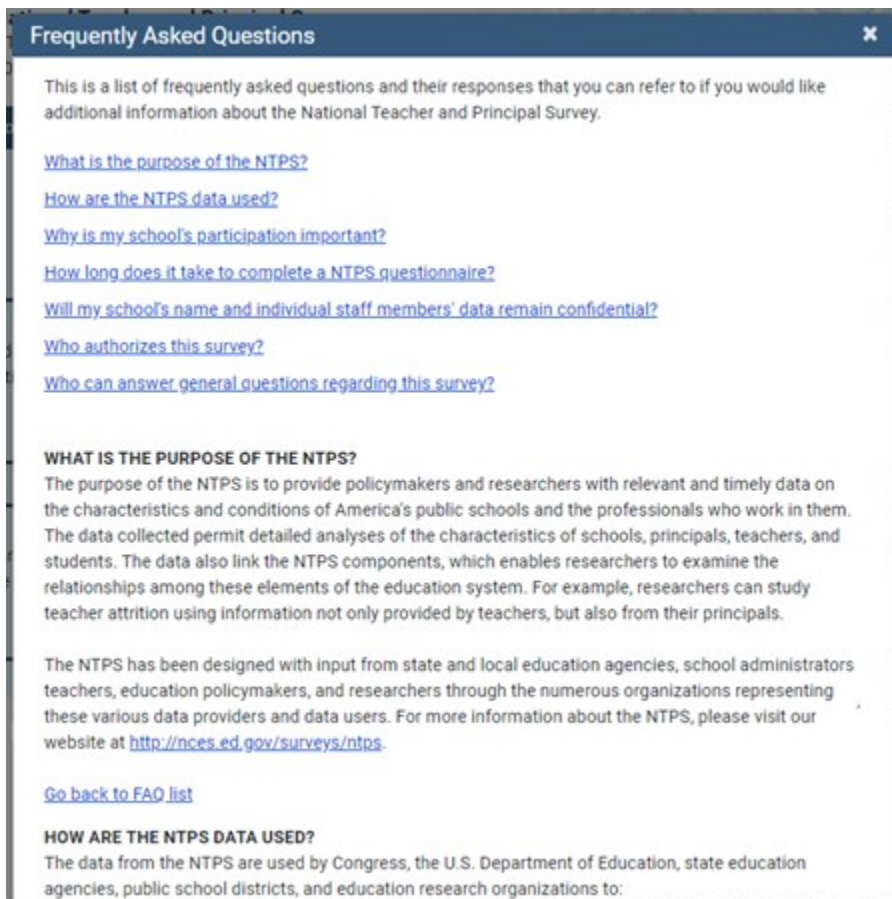 Frequently Asked Questions
This is a list of frequently asked questions and their responses that you can refer to if you would like
additional information about the National Teacher and Principal Survey.
What is the purpose of the NTPS?
How are the NTPS data used?
Why is my school's participation important?
How long does it take to complete a NTPS questionnaire?
Will my school's name and individual staff members' data remain confidential?
Who authorizes this survey?
Who can answer general questions regarding this survey?
WHAT IS THE PURPOSE OF THE NTPS?
The purpose of the NTPS is to provide policymakers and researchers with relevant and timely data on
the characteristics and conditions of America's public schools and the professionals who work in them.
The data collected permit detailed analyses of the characteristics of schools, principals, teachers, and
students. The data also link the NTPS components, which enables researchers to examine the
relationships among these elements of the education system. For example, researchers can study
teacher attrition using information not only provided by teachers, but also from their principals.
The NTPS has been designed with input from state and local education agencies, school administrators
teachers, education policymakers, and researchers through the numerous organizations representing
these various data providers and data users. For more information about the NTPS, please visit our
website at http://nces.ed.gov/surveys/ntps.
Go back to FAQ list
HOW ARE THE NTPS DATA USED?
The data from the NTPS are used by Congress, the U.S. Department of Education, state education
agencies, public school districts, and education research organizations to: